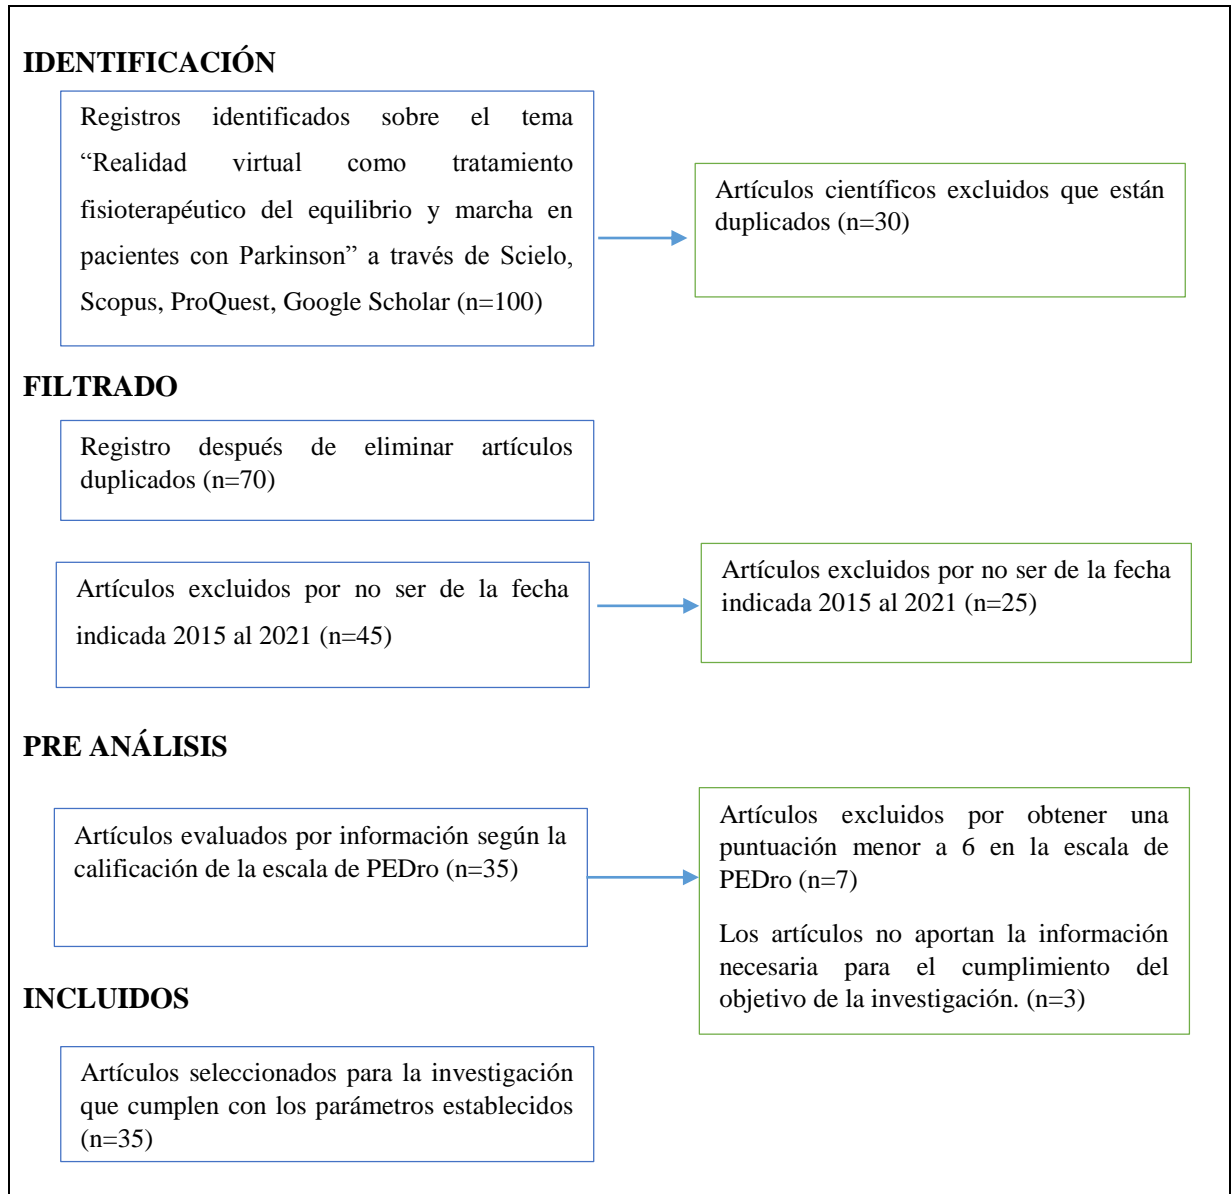 IDENTIFICACIÓN
Registros identificados sobre el tema
“Realidad virtual como tratamiento
fisioterapéutico del equilibrio y marcha en
pacientes con Parkinson” a través de Scielo,
Scopus, ProQuest, Google Scholar (n=100)
Artículos científicos excluidos que están
duplicados (n=30)
FILTRADO
Registro después de eliminar artículos
duplicados (n=70)
Artículos excluidos por no ser de la fecha
indicada 2015 al 2021 (n=45)
Artículos excluidos por no ser de la fecha
indicada 2015 al 2021 (n=25)
PRE ANÁLISIS
Artículos evaluados por información según la
calificación de la escala de PEDro (n=35)
Artículos excluidos por obtener una
puntuación menor a 6 en la escala de
PEDro (n=7)
Los artículos no aportan la información
necesaria para el cumplimiento del
objetivo de la investigación. (n=3)
INCLUIDOS
Artículos seleccionados para la investigación
que cumplen con los parámetros establecidos
(n=35)